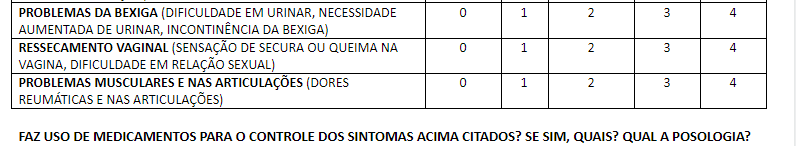 PROBLEMAS DA BEXIGA (DIFICULDADE EM URINAR, NECESSIDADE 0 1 2 3 4
AUMENTADA DE URINAR, INCONTINÊNCIA DA BEXIGA)
RESSECAMENTO VAGINAL (SENSAÇÃO DE SECURA OU QUEIMA NA 0 1 2 3 4
VAGINA, DIFICULDADE EM RELAÇÃO SEXUAL)
PROBLEMAS MUSCULARES E NAS ARTICULAÇÕES (DORES 0 1 2 3 4
REUMÁTICAS E NAS ARTICULAÇÕES)
FAZ USO DE MEDICAMENTOS PARA O CONTROLE DOS SINTOMAS ACIMA CITADOS? SE SIM, QUAIS? QUAL A POSOLOGIA?